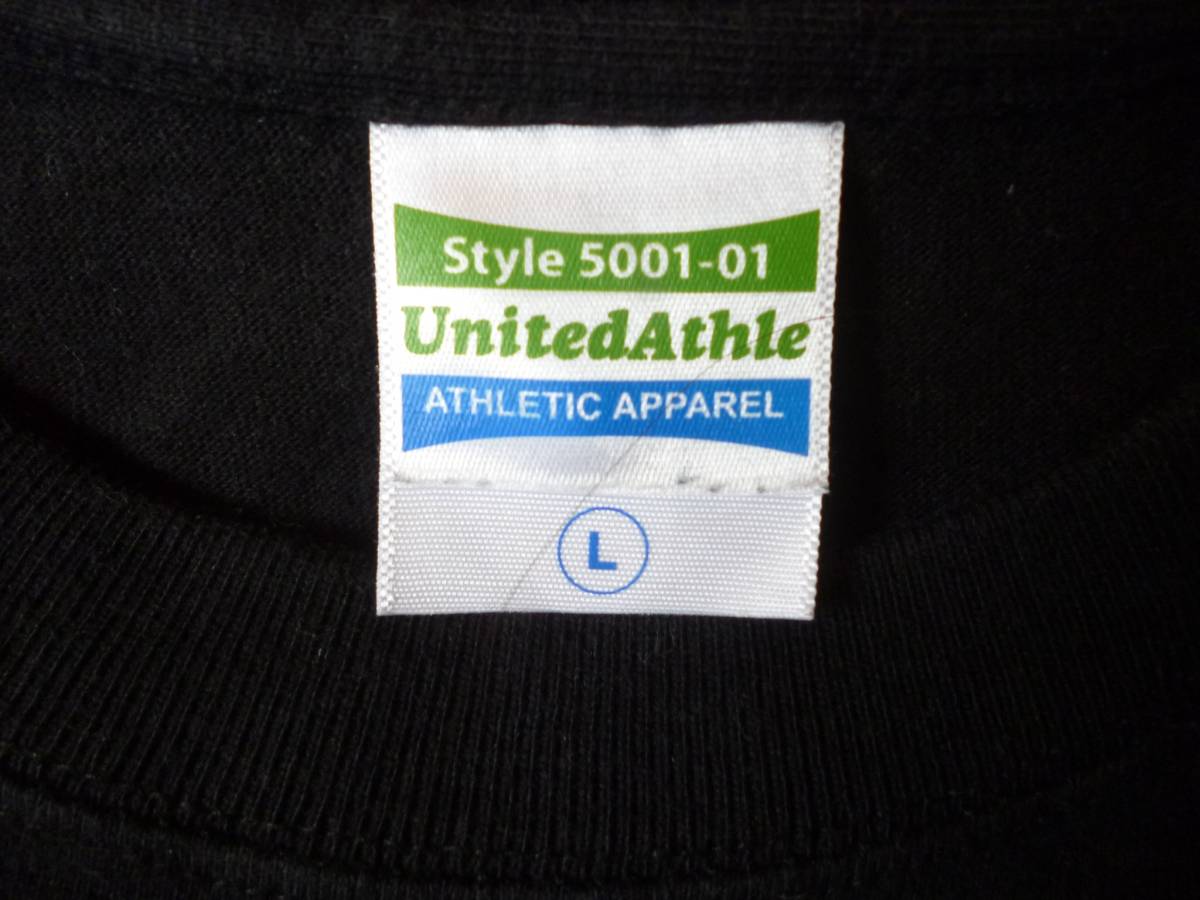 Style 5001-01
UnitedAthle
ATHLETIC APPAREL
L